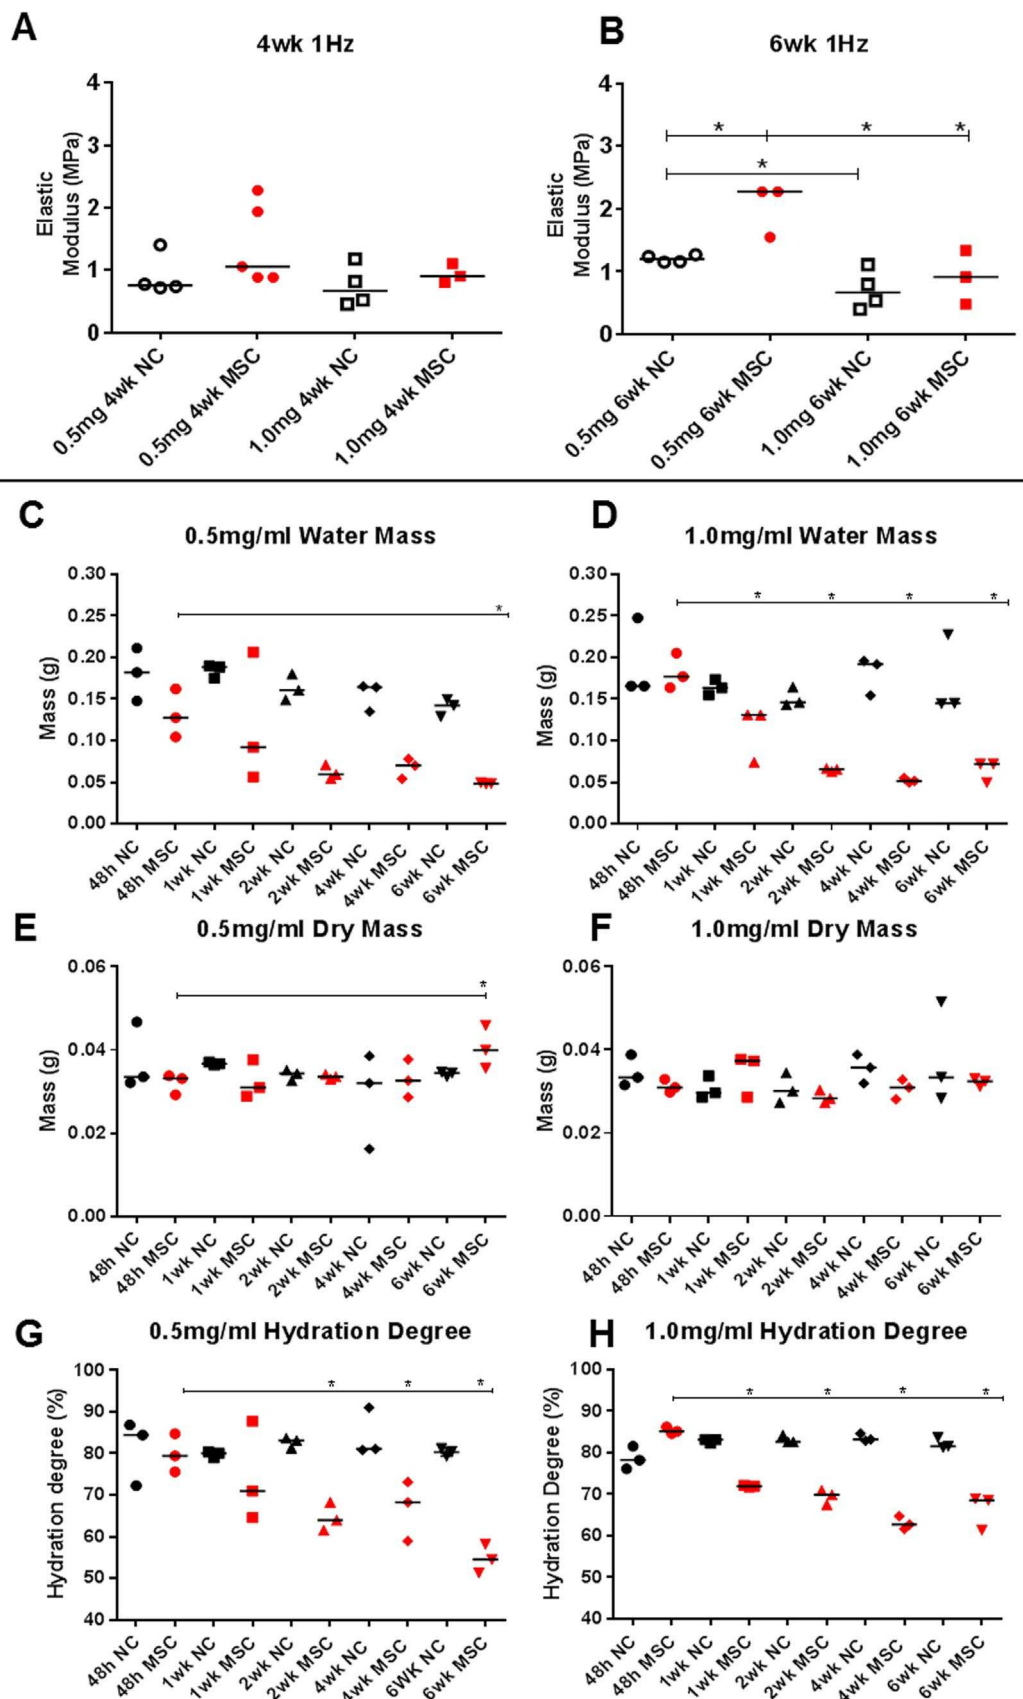 A
4wk 1Hz
Elastic
Modulus (MPa)
4
3
2
1
0
0.5mg 4wk NC
0.5mg 4wk MSC
1.0mg 4wk NC
1.0mg 4wk MSC
B
6wk 1Hz
Elastic
Modulus (MPa)
4
3
2
1
0
* * *
*
0.5mg 6wk NC
0.5mg 6wk MSC
1.0mg 6wk NC
1.0mg 6wk MSC
C
0.5mg/ml Water Mass
Mass (g)
0.30
0.25
0.20
0.15
0.10
0.05
0.00
*
48h NC
48h MSC
1wk NC
1wk MSC
2wk NC
2wk MSC
4wk NC
4wk MSC
6wk NC
6wk MSC
D
1.0mg/ml Water Mass
Mass (g)
0.30
0.25
0.20
0.15
0.10
0.05
0.00
* * * *
48h NC
48h MSC
1wk NC
1wk MSC
2wk NC
2wk MSC
4wk NC
4wk MSC
6wk NC
6wk MSC
E
0.5mg/ml Dry Mass
Mass (g)
0.06
0.04
0.02
0.00
*
48h NC
48h MSC
1wk NC
1wk MSC
2wk NC
2wk MSC
4wk NC
4wk MSC
6wk NC
6wk MSC
F
1.0mg/ml Dry Mass
Mass (g)
0.06
0.04
0.02
0.00
48h NC
48h MSC
1wk NC
1wk MSC
2wk NC
2wk MSC
4wk NC
4wk MSC
6wk NC
6wk MSC
G
0.5mg/ml Hydration Degree
Hydration degree (%)
100
90
80
70
60
50
40
* * *
48h NC
48h MSC
1wk NC
1wk MSC
2wk NC
2wk MSC
4wk NC
4wk MSC
6WK NC
6wk MSC
H
1.0mg/ml Hydration Degree
Hydration Degree (%)
100
90
80
70
60
50
40
* * * *
48h NC
48h MSC
1wk NC
1wk MSC
2wk NC
2wk MSC
4wk NC
4wk MSC
6wk NC
6wk MSC